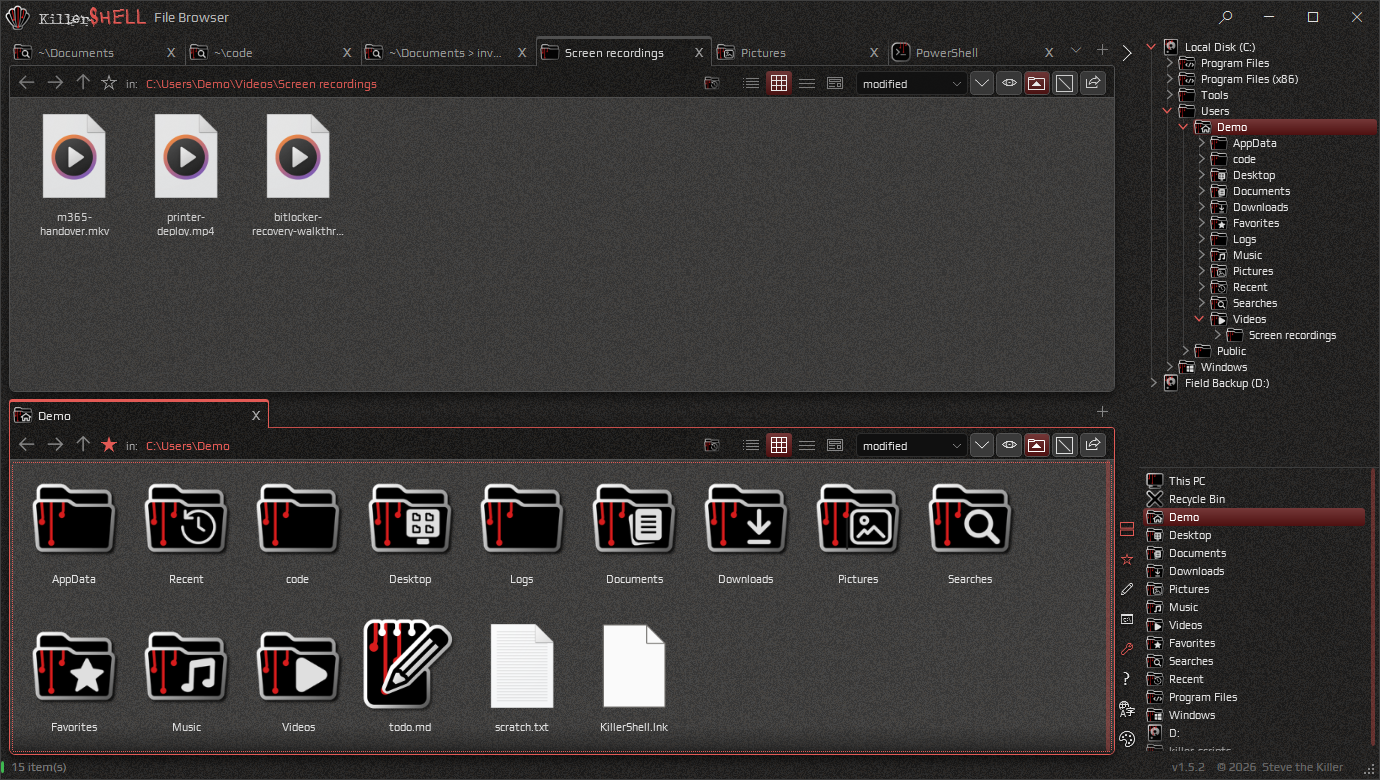 KillerSHELL File Browser
~\Documents X
~\code X
~\Documents > inv... X
Screen recordings X
Pictures X
PowerShell X
in: C:\Users\Demo\Videos\Screen recordings
modified
m365-
handover.mkv
printer-
deploy.mp4
bitlocker-
recovery-walkthr...
Demo X
in: C:\Users\Demo
modified
AppData
Recent
code
Desktop
Logs
Documents
Downloads
Pictures
Searches
Favorites
Music
Videos
todo.md
scratch.txt
KillerShell.lnk
Local Disk (C:)
Program Files
Program Files (x86)
Tools
Users
Demo
AppData
code
Desktop
Documents
Downloads
Favorites
Logs
Music
Pictures
Recent
Searches
Videos
Screen recordings
Public
Windows
Field Backup (D:)
This PC
Recycle Bin
Demo
Desktop
Documents
Downloads
Pictures
Music
Videos
Favorites
Searches
Recent
Program Files
Windows
D:
15 item(s)
v1.5.2 © 2026 Steve the Killer